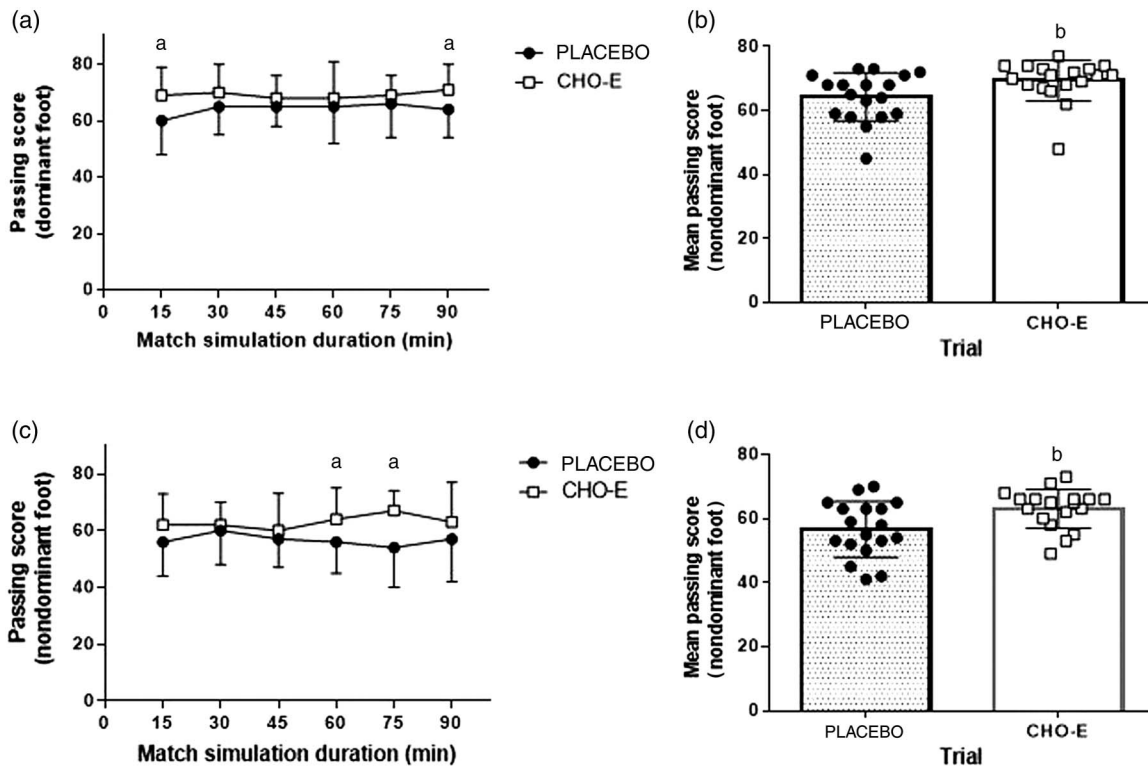 (a)
a a
80
60
40
20
0
0 15 30 45 60 75 90
Passing score
(dominant foot)
Match simulation duration (min)
PLACEBO
CHO-E
(b)
b
80
60
40
20
0
Mean passing score
(nondominant foot)
PLACEBO CHO-E
Trial
(c)
a a
80
60
40
20
0
0 15 30 45 60 75 90
Passing score
(nondominant foot)
Match simulation duration (min)
PLACEBO
CHO-E
(d)
b
80
60
40
20
0
Mean passing score
(nondominant foot)
PLACEBO CHO-E
Trial